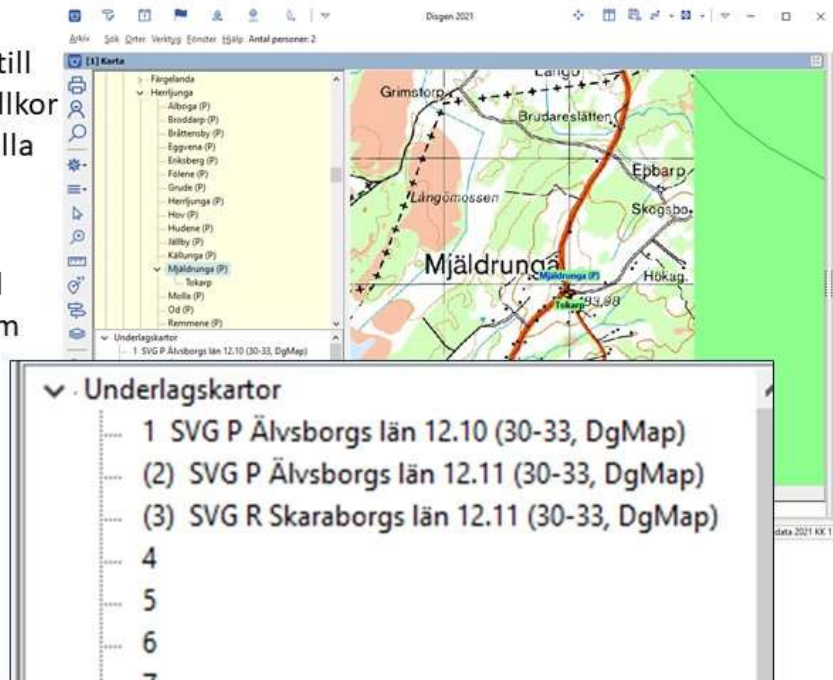 till
llkor
lla
m
Disgen 2021
Arkiv Sök Orter Verktyg Fönster Hjälp Antal personer: 2
[1] Karta
Färgelanda
Herrljunga
Alboga (P)
Broddarp (P)
Bråttensby (P)
Eggvena (P)
Eriksberg (P)
Fölene (P)
Grude (P)
Herrljunga (P)
Hov (P)
Hudene (P)
Jällby (P)
Källunga (P)
Mjäldrunga (P)
Tokarp
Molla (P)
Od (P)
Remmene (P)
Underlagskartor
1 SVG P Älvsborgs län 12.10 (30-33, DgMap)
Grimstorp
Brudareslätten
Epbarp
Långömossen
Skogsbo
Mjäldrunga
Mjäldrunga (P)
Hökag.
Tokarp
183,98
Underlagskartor
1 SVG P Älvsborgs län 12.10 (30-33, DgMap)
(2) SVG P Älvsborgs län 12.11 (30-33, DgMap)
(3) SVG R Skaraborgs län 12.11 (30-33, DgMap)
4
5
6
data 2021 KK 1